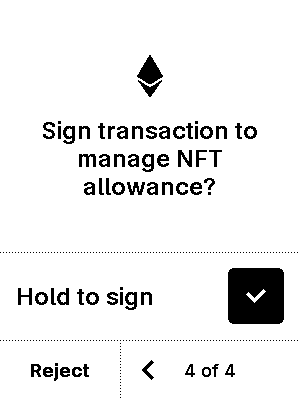 Sign transaction to
manage NFT
allowance?
Hold to sign
Reject
4 of 4